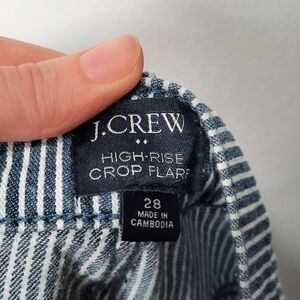 J.CREW
HIGH-RISE
CROP FLARE
28
MADE IN
CAMBODIA